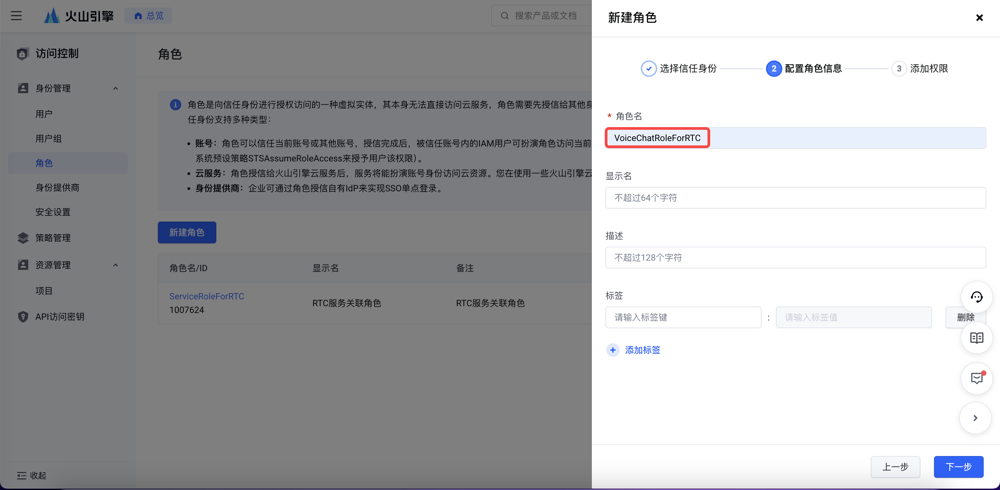 火山引擎
总览
搜索产品或文档
访问控制
身份管理
用户
用户组
角色
身份提供商
安全设置
策略管理
资源管理
项目
API访问密钥
收起
角色
角色是向信任身份进行授权访问的一种虚拟实体，其本身无法直接访问云服务，角色需要先授信给其他身
任身份支持多种类型：
• 账号：角色可以信任当前账号或其他账号，授信完成后，被信任账号内的IAM用户可扮演角色访问当前
系统预设策略STSAssumeRoleAccess来授予用户该权限）。
• 云服务：角色授信给火山引擎云服务后，服务将能扮演账号身份访问云资源。您在使用一些火山引擎云
• 身份提供商：企业可通过角色授信自有IdP来实现SSO单点登录。
新建角色
角色名/ID 显示名 备注
ServiceRoleForRTC
1007624
RTC服务关联角色 RTC服务关联角色
新建角色
选择信任身份 2 配置角色信息 3 添加权限
* 角色名
VoiceChatRoleForRTC
显示名
不超过64个字符
描述
不超过128个字符
标签
请输入标签键 : 请输入标签值 删除
+ 添加标签
上一步 下一步